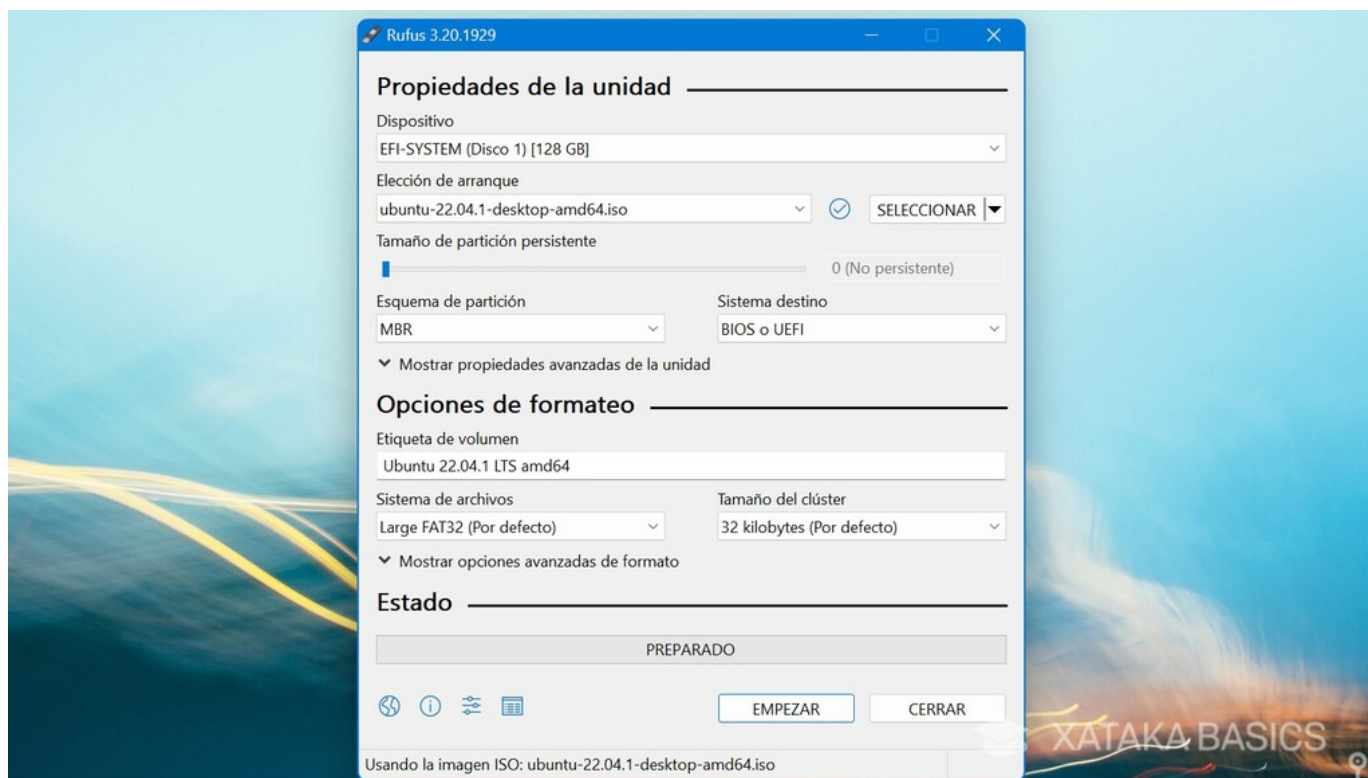 Rufus 3.20.1929
Propiedades de la unidad
Dispositivo
EFI-SYSTEM (Disco 1) [128 GB]
Elección de arranque
ubuntu-22.04.1-desktop-amd64.iso
SELECCIONAR
Tamaño de partición persistente
0 (No persistente)
Esquema de partición
Sistema destino
MBR
BIOS o UEFI
Mostrar propiedades avanzadas de la unidad
Opciones de formateo
Etiqueta de volumen
Ubuntu 22.04.1 LTS amd64
Sistema de archivos
Tamaño del clúster
Large FAT32 (Por defecto)
32 kilobytes (Por defecto)
Mostrar opciones avanzadas de formato
Estado
PREPARADO
EMPEZAR
CERRAR
XATAKA BASICS
Usando la imagen ISO: ubuntu-22.04.1-desktop-amd64.iso